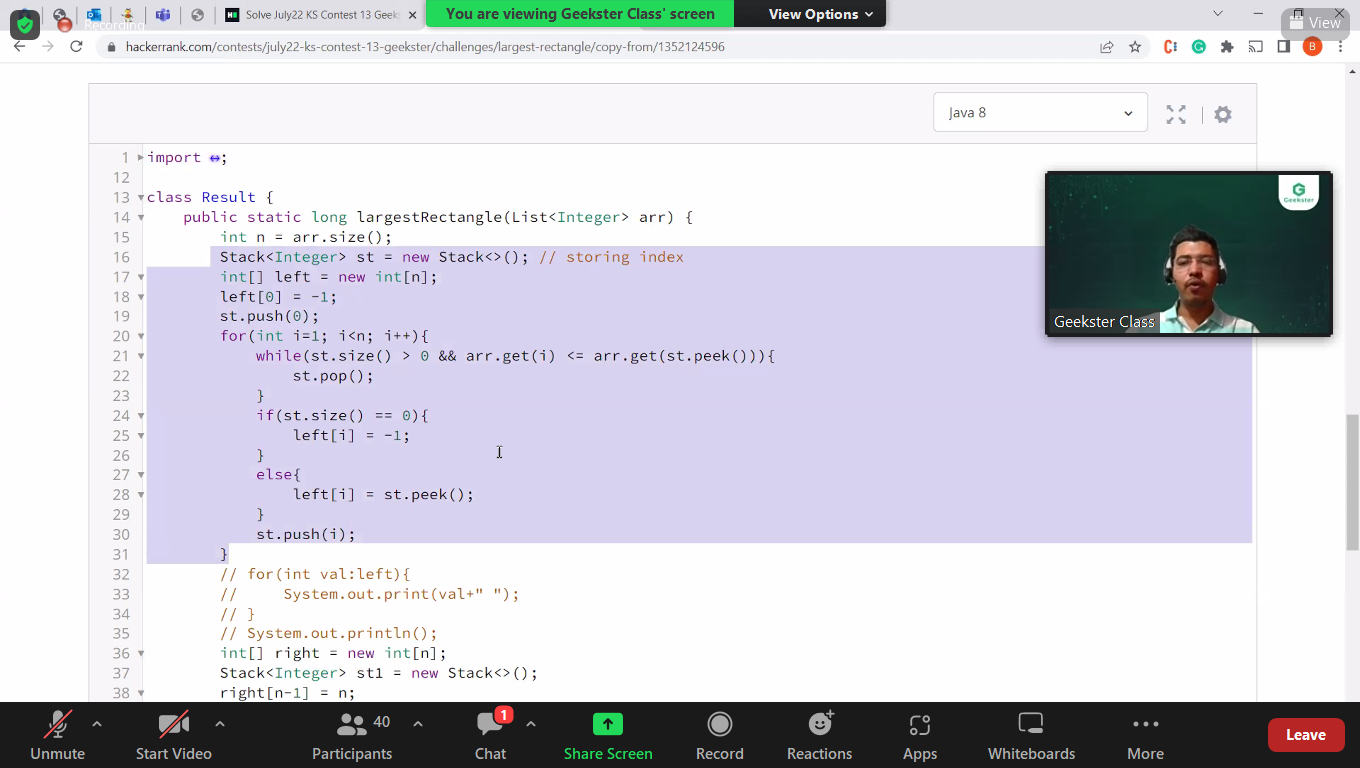 Solve July22 KS Contest 13 Geek
You are viewing Geekster Class' screen
View Options
Recording
View
hackerrank.com/contests/july22-ks-contest-13-geekster/challenges/largest-rectangle/copy-from/1352124596
B
Java 8
1 import ;
12
13 class Result {
14 public static long largestRectangle(List<Integer> arr) {
15 int n = arr.size();
16 Stack<Integer> st = new Stack<>(); // storing index
17 int[] left = new int[n];
18 left[0] = -1;
19 st.push(0);
20 for(int i=1; i<n; i++){
21 while(st.size() > 0 && arr.get(i) <= arr.get(st.peek())){
22 st.pop();
23 }
24 if(st.size() == 0){
25 left[i] = -1;
26 }
27 else{
28 left[i] = st.peek();
29 }
30 st.push(i);
31 }
32 // for(int val:left){
33 // System.out.print(val+" ");
34 // }
35 // System.out.println();
36 int[] right = new int[n];
37 Stack<Integer> st1 = new Stack<>();
38 right[n-1] = n;
G
Geekster
Geekster Class
Unmute
Start Video
Participants 40
Chat 1
Share Screen
Record
Reactions
Apps
Whiteboards
More
Leave